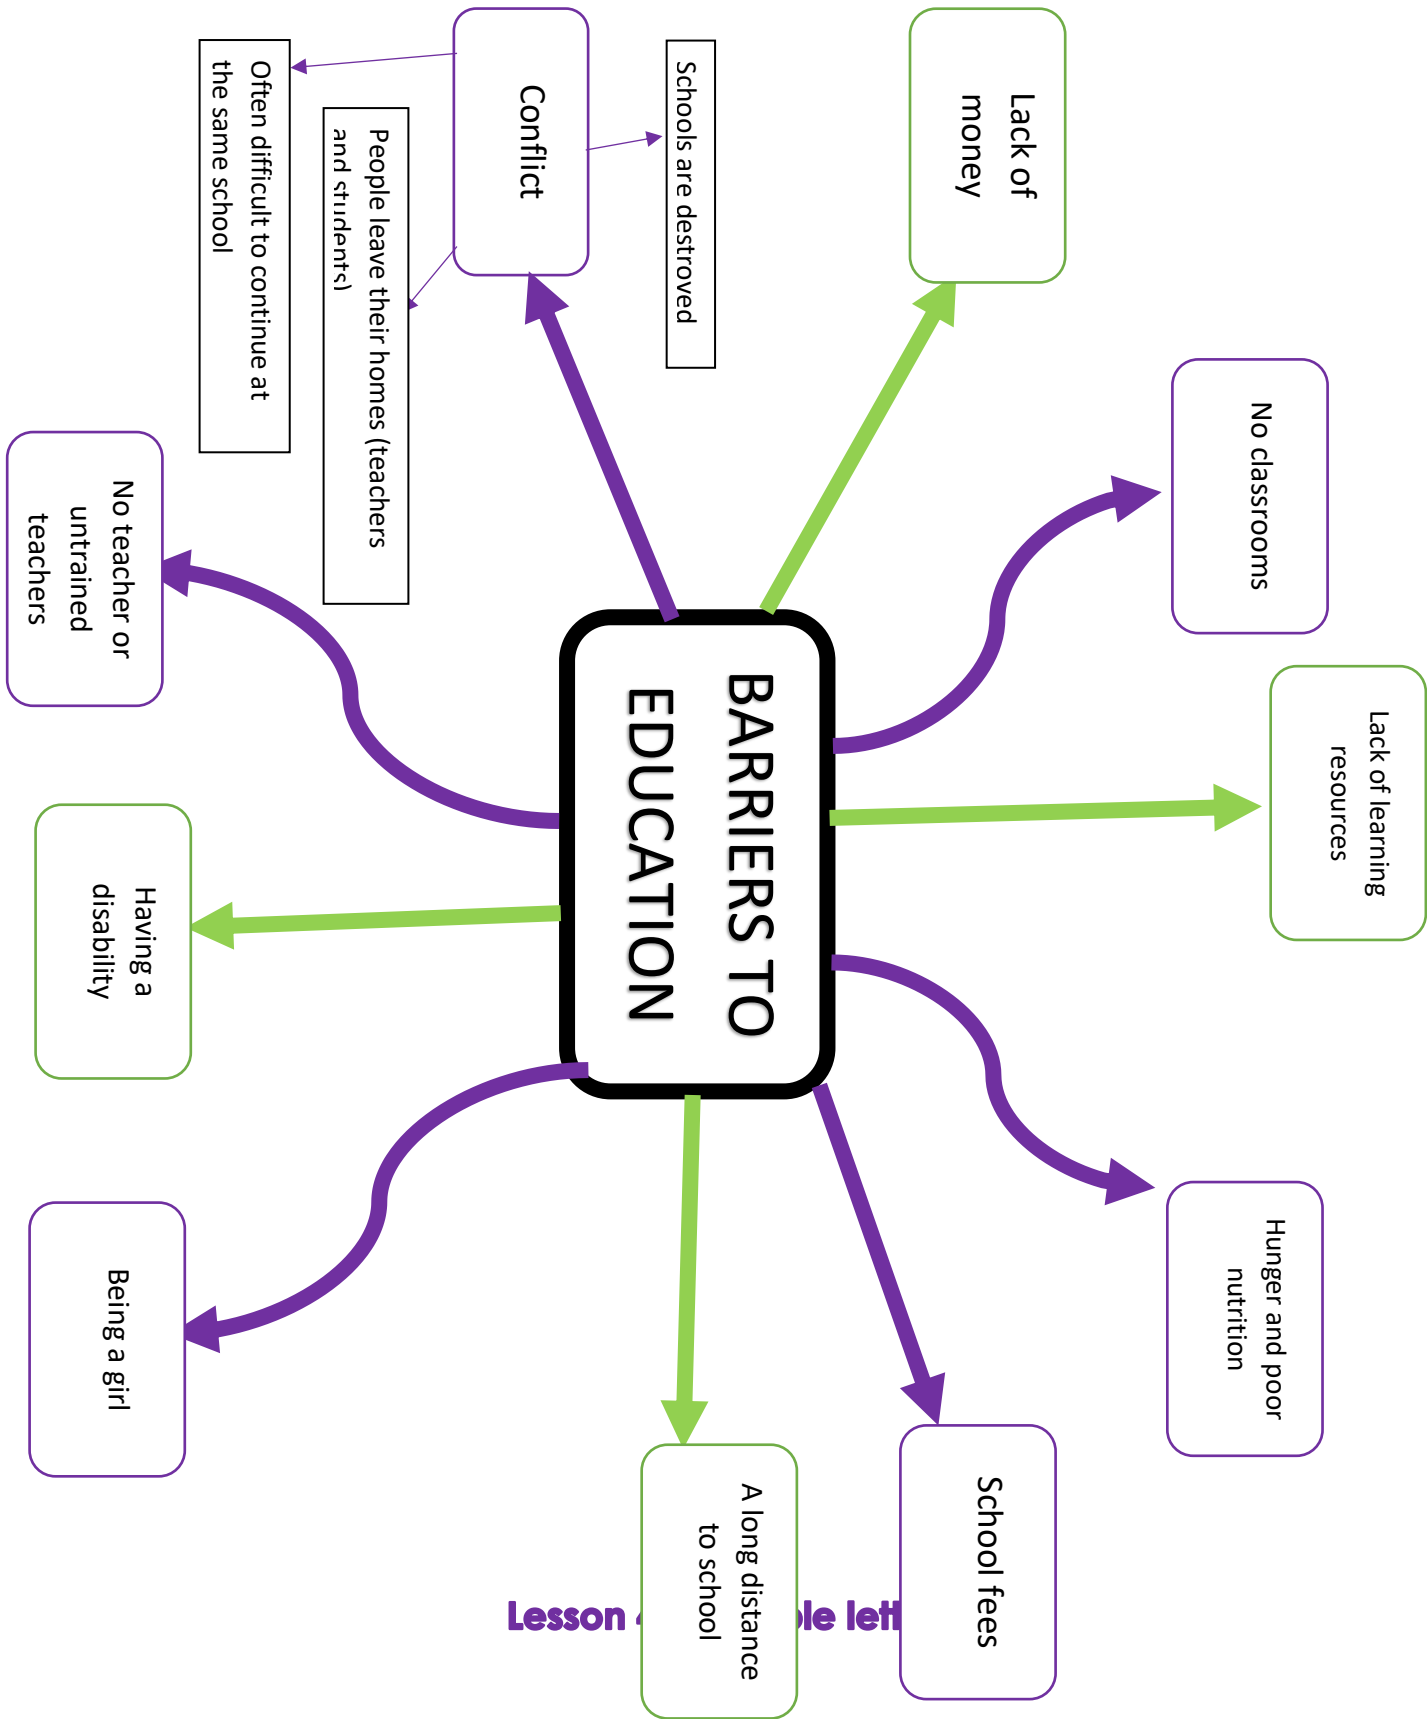 BARRIERS TO
EDUCATION
Lack of
money
No classrooms
Lack of learning
resources
Hunger and poor
nutrition
School fees
A long distance
to school
Being a girl
Having a
disability
No teacher or
untrained
teachers
Conflict
Schools are destroyed
People leave their homes (teachers
and students)
Often difficult to continue at
the same school
Lesson